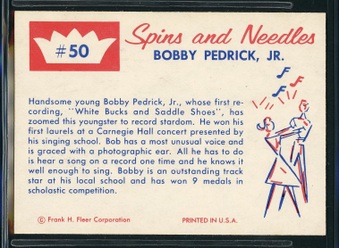 Spins and Needles
#50
BOBBY PEDRICK, JR.
Handsome young Bobby Pedrick, Jr., whose first re-
cording, "White Bucks and Saddle Shoes", has
zoomed this youngster to record stardom. He won his
first laurels at a Carnegie Hall concert presented by
his singing school. Bob has a most unusual voice and
is graced with a photographic ear. All he has to do
is hear a song on a record one time and he knows it
well enough to sing. Bobby is an outstanding track
star at his local school and has won 9 medals in
scholastic competition.
© Frank H. Fleer Corporation
PRINTED IN U.S.A.